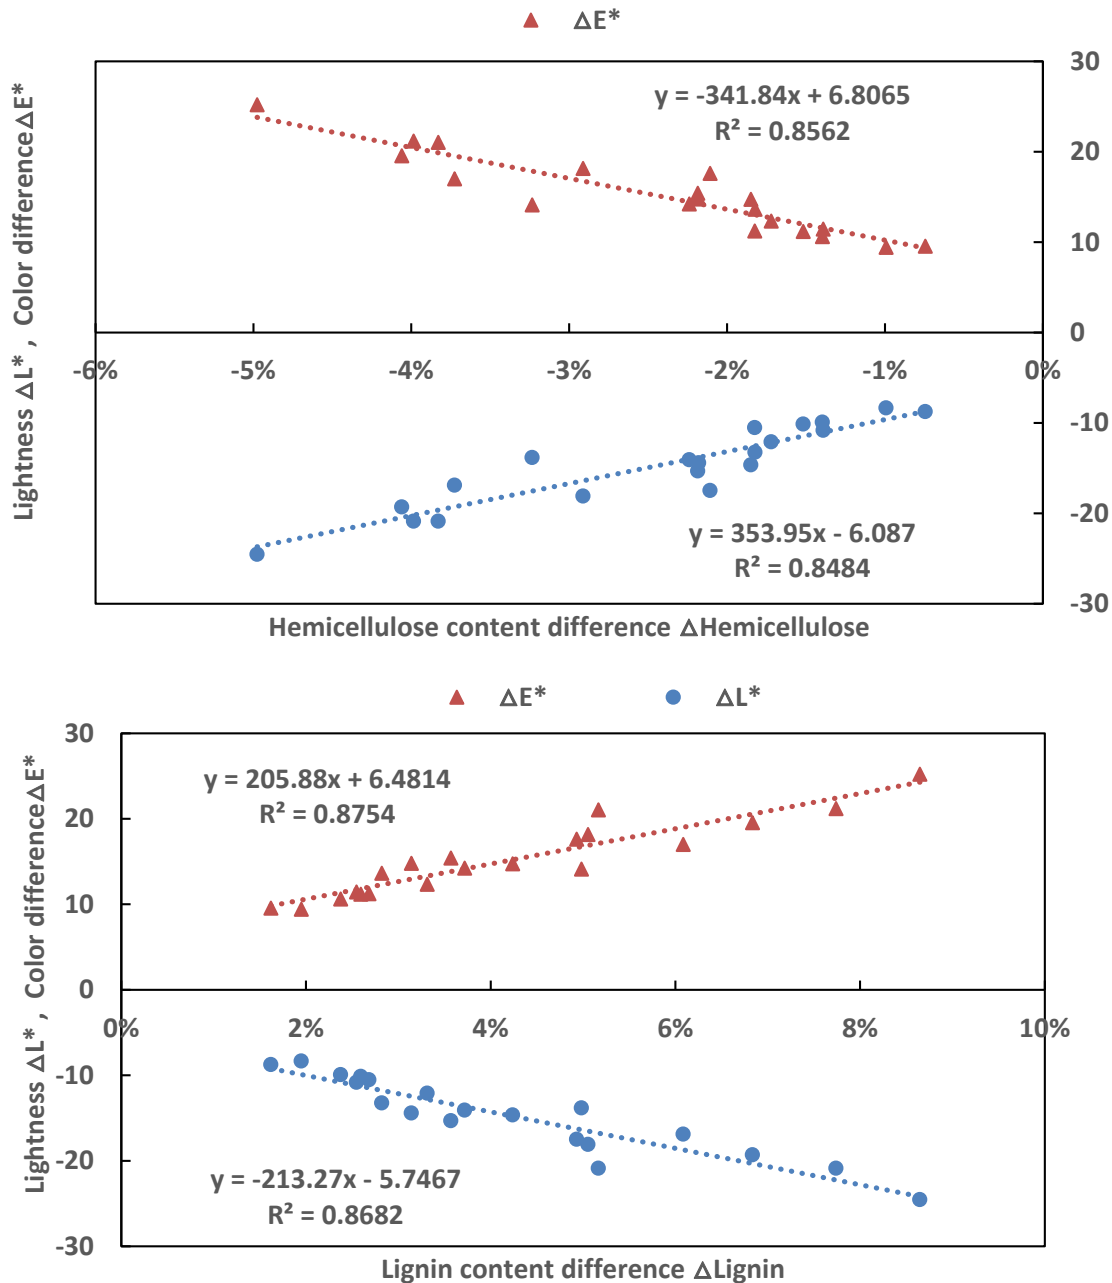 △E*
Lightness △L* , Color difference△E*
30
y = -341.84x + 6.8065
R² = 0.8562
20
10
0
-6% -5% -4% -3% -2% -1% 0%
-10
-20
y = 353.95x - 6.087
R² = 0.8484
-30
Hemicellulose content difference △Hemicellulose
△E* △L*
Lightness △L* , Color difference△E*
30
y = 205.88x + 6.4814
R² = 0.8754
20
10
0
0% 2% 4% 6% 8% 10%
-10
-20
y = -213.27x - 5.7467
R² = 0.8682
-30
Lignin content difference △Lignin